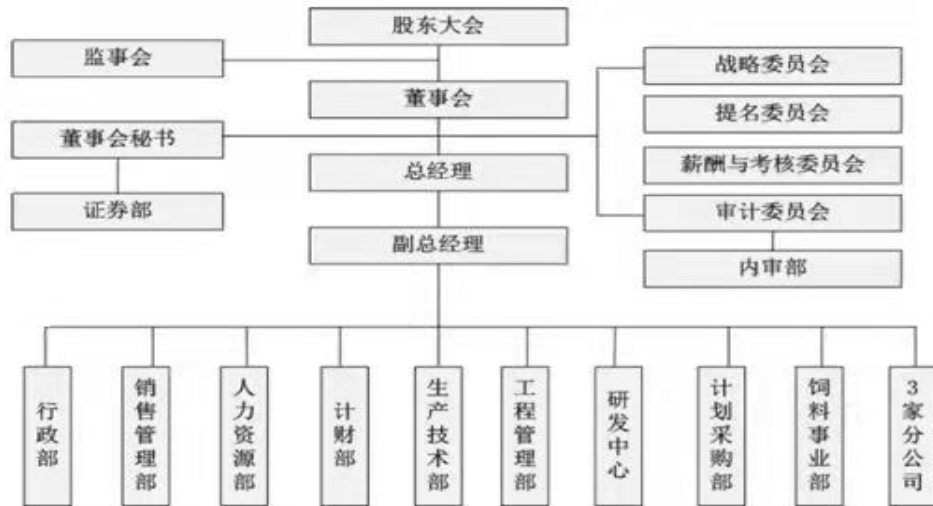 股东大会
监事会
战略委员会
董事会
提名委员会
董事会秘书
总经理
薪酬与考核委员会
证券部
审计委员会
副总经理
内审部
行政部
销售管理部
人力资源部
计财部
生产技术部
工程管理部
研发中心
计划采购部
饲料事业部
3家分公司